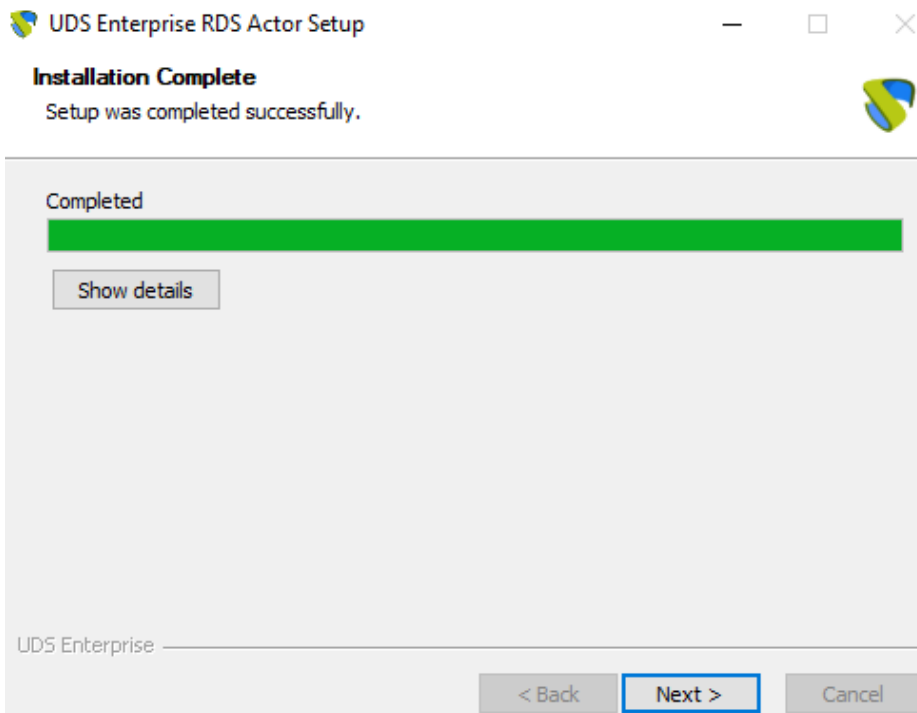 UDS Enterprise RDS Actor Setup
Installation Complete
Setup was completed successfully.
Completed
Show details
UDS Enterprise
< Back
Next >
Cancel